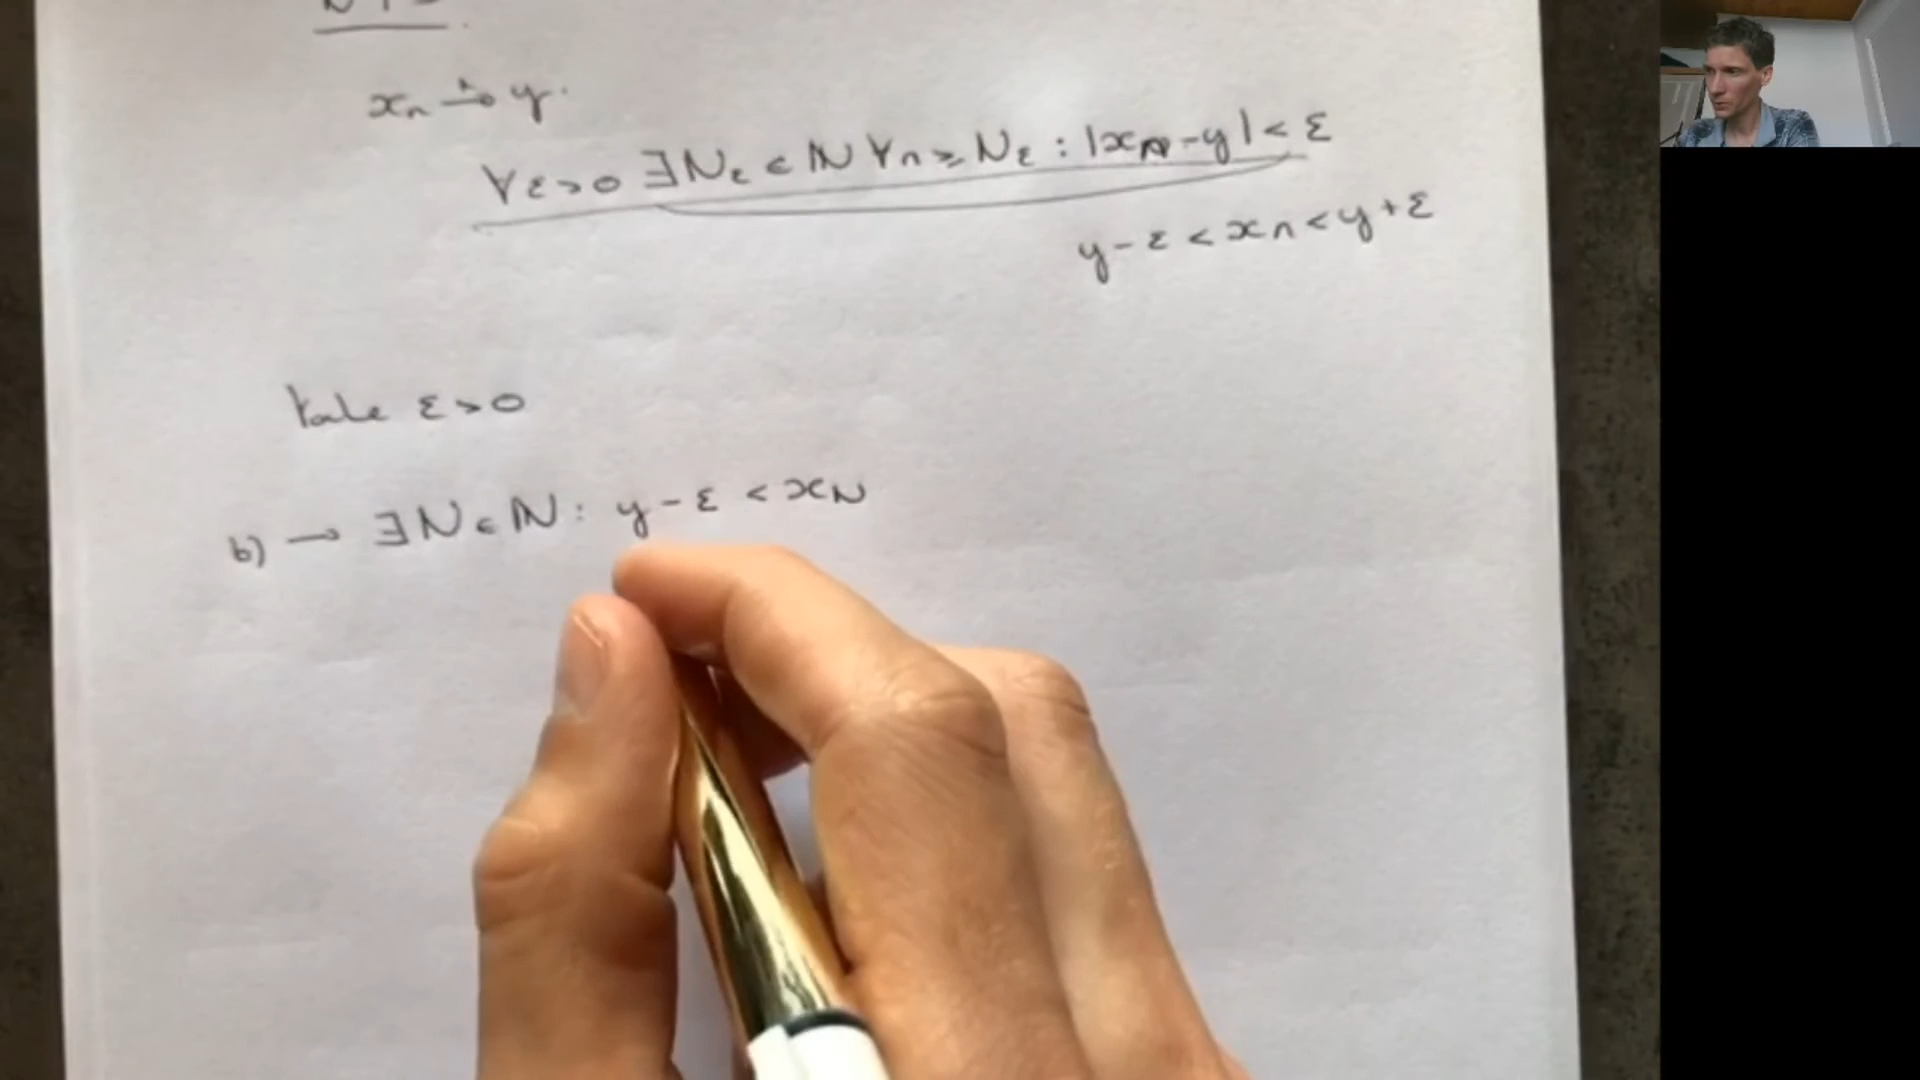 xₙ → y.
∀ε>0 ∃N_ε ∈ ℕ ∀n ≥ N_ε : |xₙ - y| < ε
y - ε < xₙ < y + ε
take ε > 0
b) → ∃N ∈ ℕ : y - ε < x_N